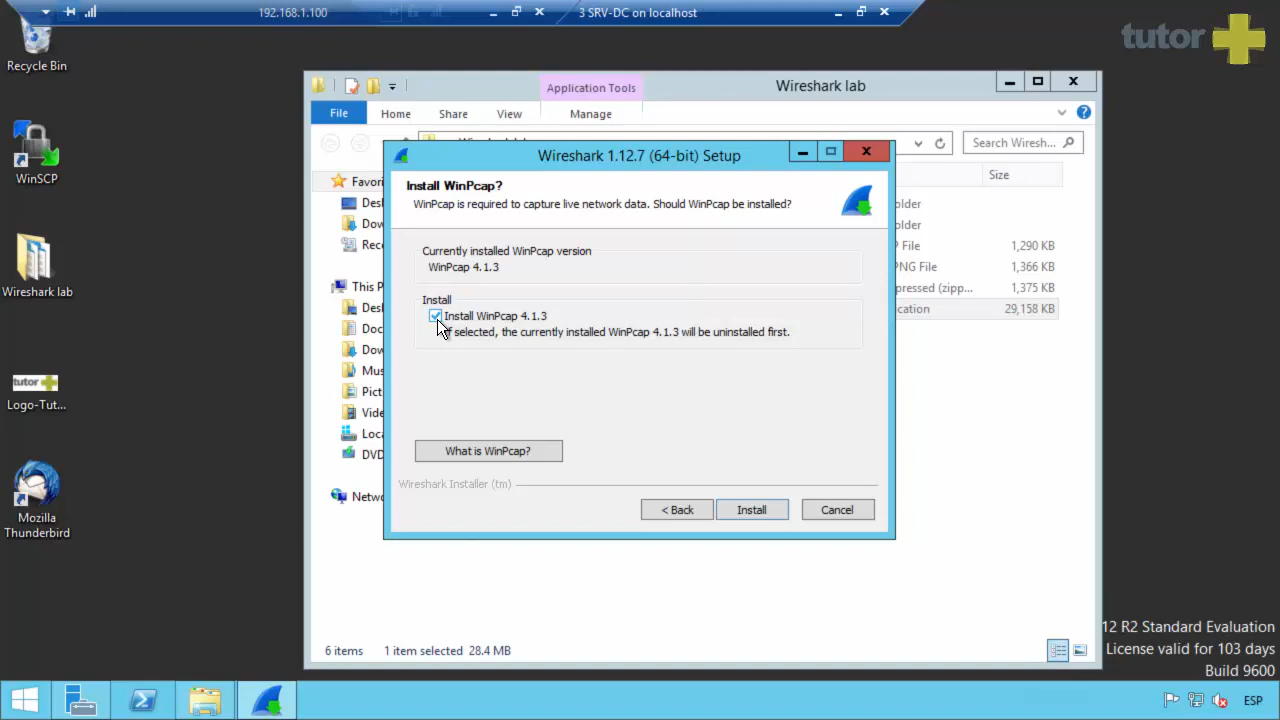 192.168.1.100
3 SRV-DC on localhost
tutor
Recycle Bin
WinSCP
Wireshark lab
tutor
Logo-Tut...
Mozilla
Thunderbird
Application Tools
Wireshark lab
File
Home
Share
View
Manage
Search Wiresh...
Size
Favori
Desk
Dow
Rece
This P
Desk
Doc
Dow
Mus
Pict
Vide
Loca
DVD
Netwo
older
older
P File
1,290 KB
PNG File
1,366 KB
pressed (zipp...
1,375 KB
cation
29,158 KB
Wireshark 1.12.7 (64-bit) Setup
Install WinPcap?
WinPcap is required to capture live network data. Should WinPcap be installed?
Currently installed WinPcap version
WinPcap 4.1.3
Install
Install WinPcap 4.1.3
If selected, the currently installed WinPcap 4.1.3 will be uninstalled first.
What is WinPcap?
Wireshark Installer (tm)
< Back
Install
Cancel
6 items
1 item selected 28.4 MB
12 R2 Standard Evaluation
License valid for 103 days
Build 9600
ESP